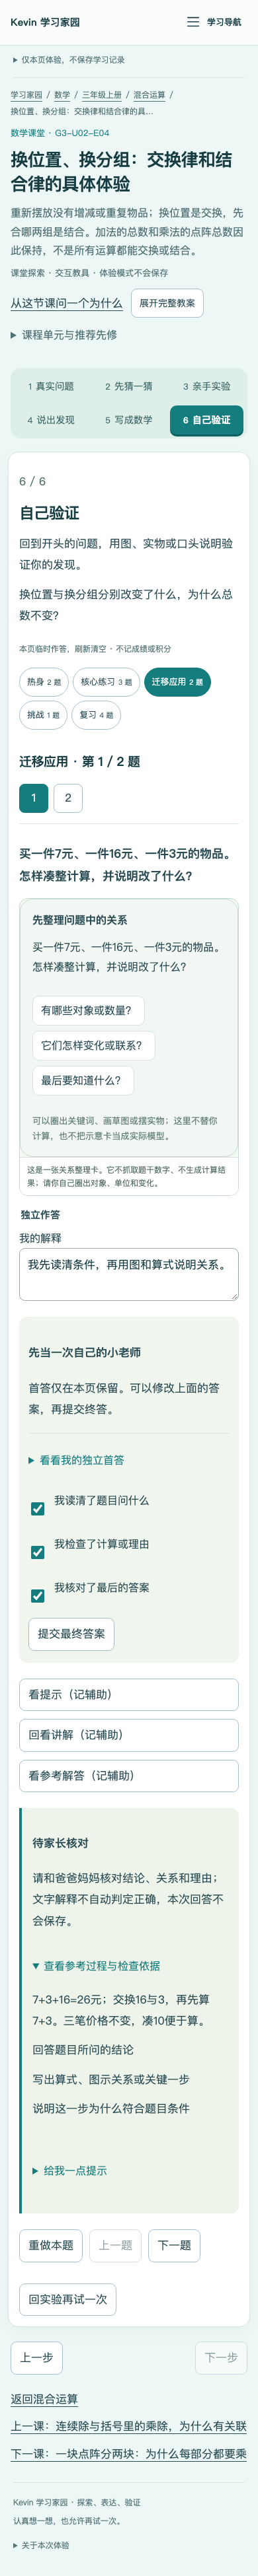 Kevin 学习家园
学习导航
▶ 仅本页体验，不保存学习记录
学习家园 / 数学 / 三年级上册 / 混合运算 /
换位置、换分组：交换律和结合律的具…
数学课堂 · G3-U02-E04
换位置、换分组：交换律和结
合律的具体体验
重新摆放没有增减或重复物品；换位置是交换，先
合哪两组是结合。加法的总数和乘法的点阵总数因
此保持，不是所有运算都能交换或结合。
课堂探索 · 交互教具 · 体验模式不会保存
从这节课问一个为什么
展开完整教案
▶ 课程单元与推荐先修
1 真实问题
2 先猜一猜
3 亲手实验
4 说出发现
5 写成数学
6 自己验证
6 / 6
自己验证
回到开头的问题，用图、实物或口头说明验
证你的发现。
换位置与换分组分别改变了什么，为什么总
数不变？
本页临时作答，刷新清空 · 不记成绩或积分
热身 2 题
核心练习 3 题
迁移应用 2 题
挑战 1 题
复习 4 题
迁移应用 · 第 1 / 2 题
1
2
买一件7元、一件16元、一件3元的物品。
怎样凑整计算，并说明改了什么？
先整理问题中的关系
买一件7元、一件16元、一件3元的物品。
怎样凑整计算，并说明改了什么？
有哪些对象或数量？
它们怎样变化或联系？
最后要知道什么？
可以圈出关键词、画草图或摆实物；这里不替你
计算，也不把示意卡当成实际模型。
这是一张关系整理卡。它不抓取题干数字、不生成计算结
果；请你自己圈出对象、单位和变化。
独立作答
我的解释
我先读清条件，再用图和算式说明关系。
先当一次自己的小老师
首答仅在本页保留。可以修改上面的答
案，再提交终答。
▶ 看看我的独立首答
我读清了题目问什么
我检查了计算或理由
我核对了最后的答案
提交最终答案
看提示（记辅助）
回看讲解（记辅助）
看参考解答（记辅助）
待家长核对
请和爸爸妈妈核对结论、关系和理由；
文字解释不自动判定正确，本次回答不
会保存。
▼ 查看参考过程与检查依据
7+3+16=26元；交换16与3，再先算
7+3。三笔价格不变，凑10便于算。
回答题目所问的结论
写出算式、图示关系或关键一步
说明这一步为什么符合题目条件
▶ 给我一点提示
重做本题
上一题
下一题
回实验再试一次
上一步
下一步
返回混合运算
上一课：连续除与括号里的乘除，为什么有关联
下一课：一块点阵分两块：为什么每部分都要乘
Kevin 学习家园 · 探索、表达、验证
认真想一想，也允许再试一次。
▶ 关于本次体验